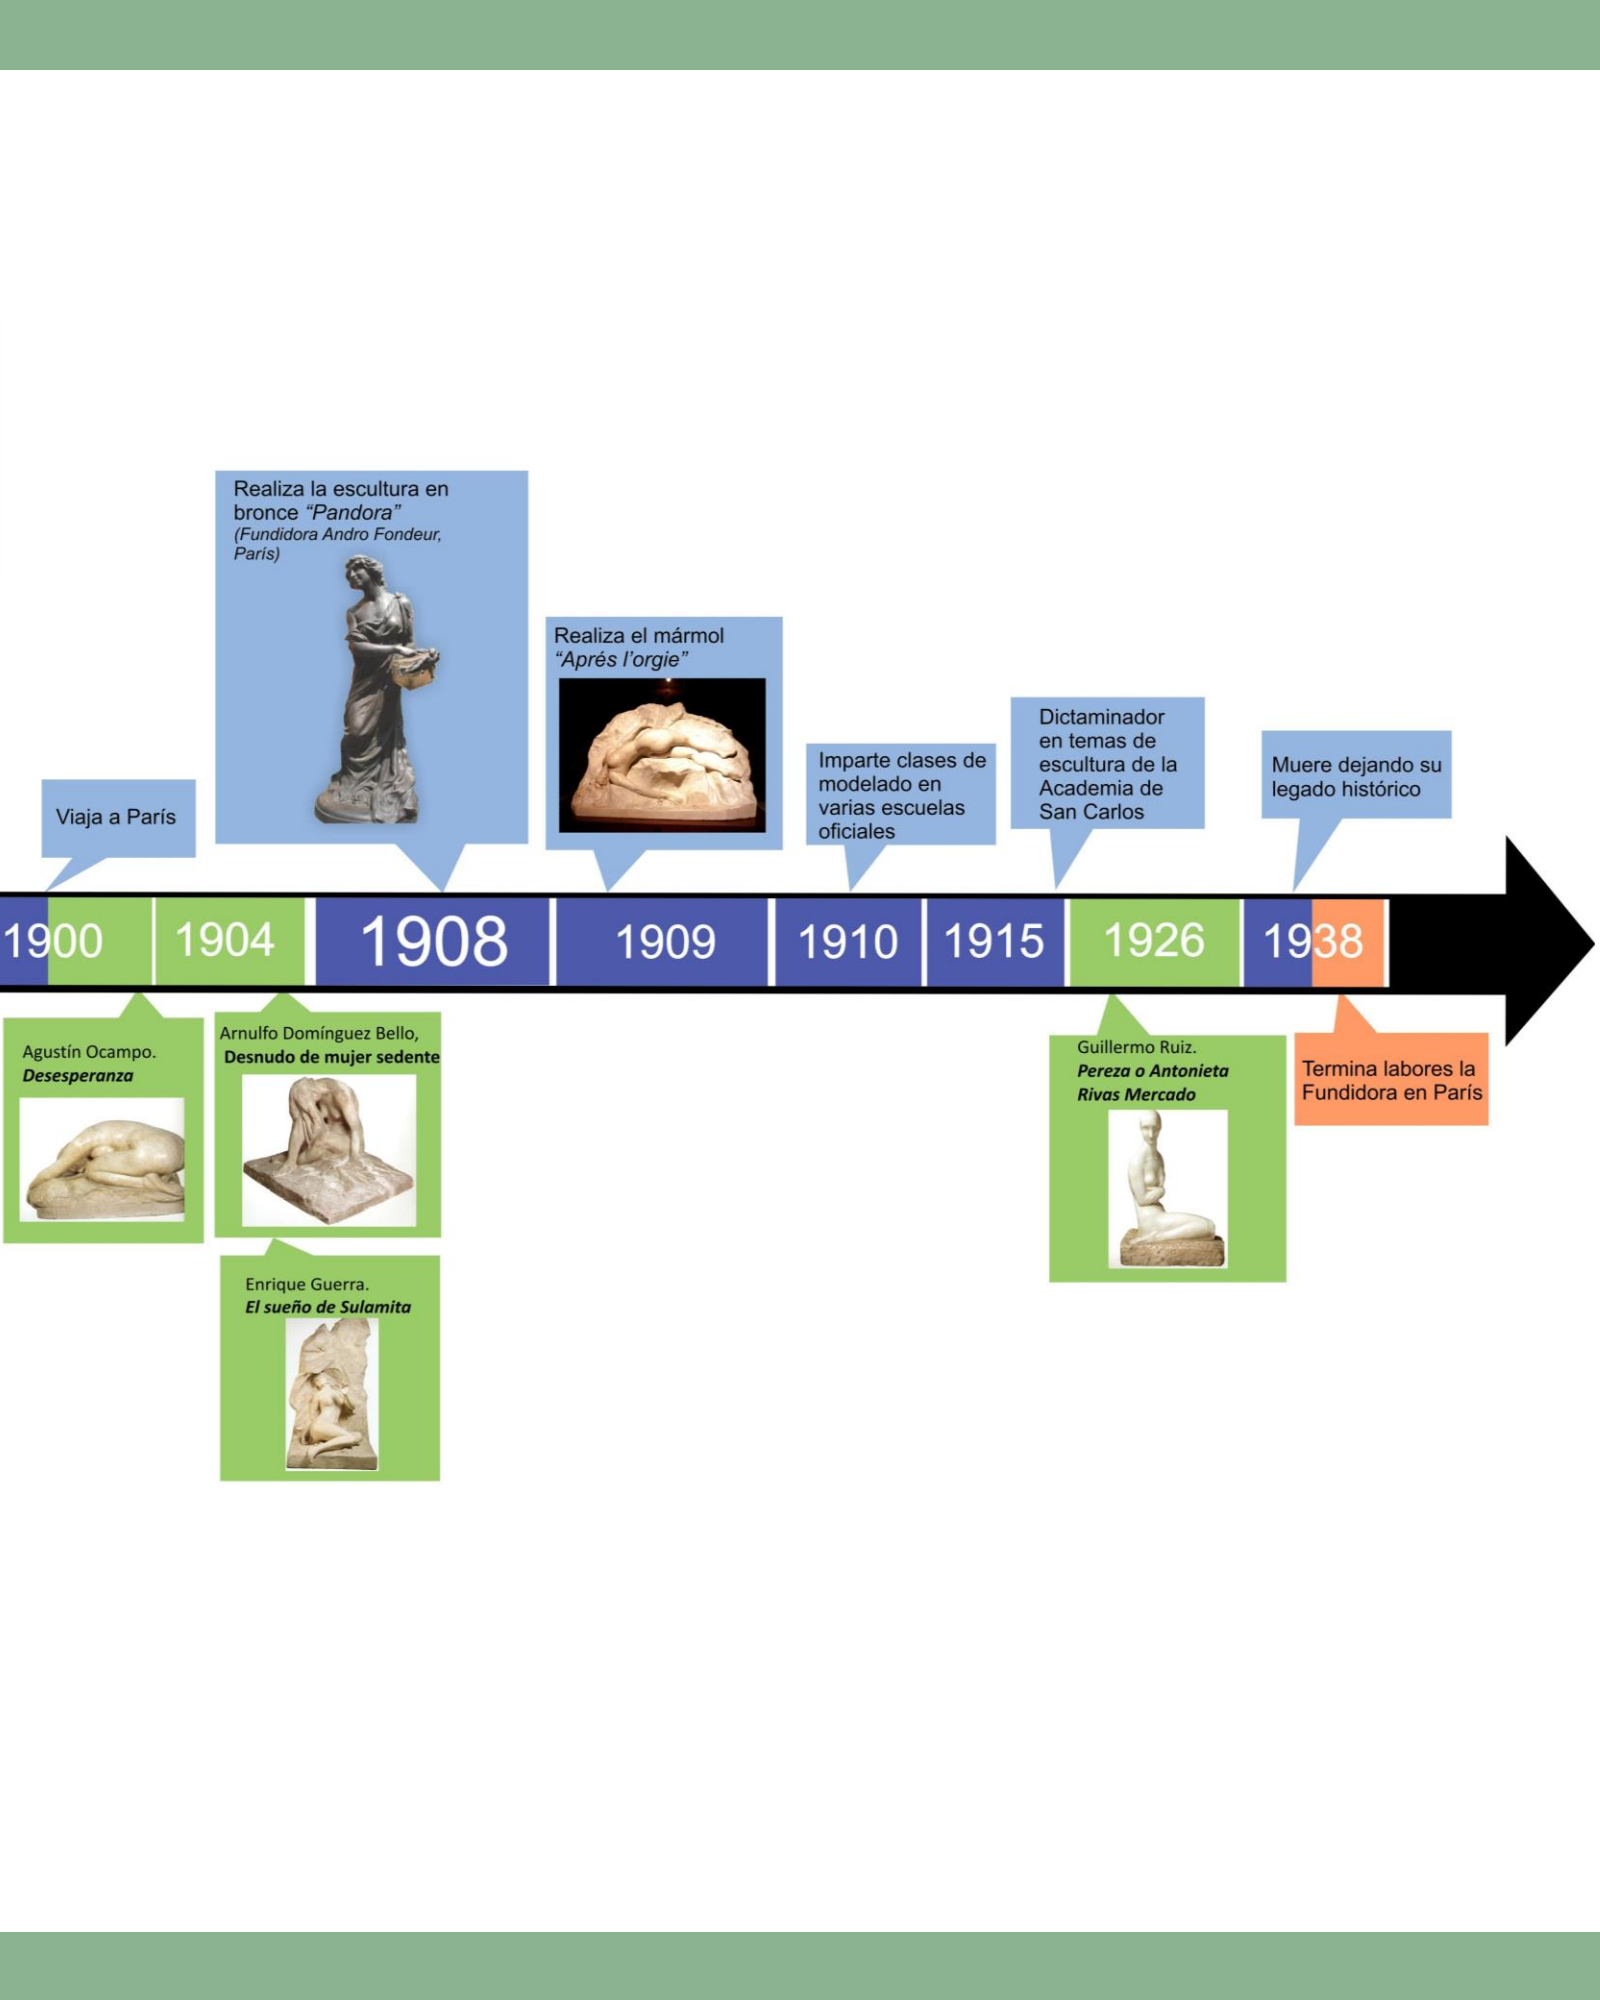 Realiza la escultura en
bronce “Pandora”
(Fundidora Andro Fondeur,
París)
Realiza el mármol
“Aprés l’orgie”
Viaja a París
Imparte clases de
modelado en
varias escuelas
oficiales
Dictaminador
en temas de
escultura de la
Academia de
San Carlos
Muere dejando su
legado histórico
1900
1904
1908
1909
1910
1915
1926
1938
Agustín Ocampo.
Desesperanza
Arnulfo Domínguez Bello,
Desnudo de mujer sedente
Enrique Guerra.
El sueño de Sulamita
Guillermo Ruiz.
Pereza o Antonieta
Rivas Mercado
Termina labores la
Fundidora en París